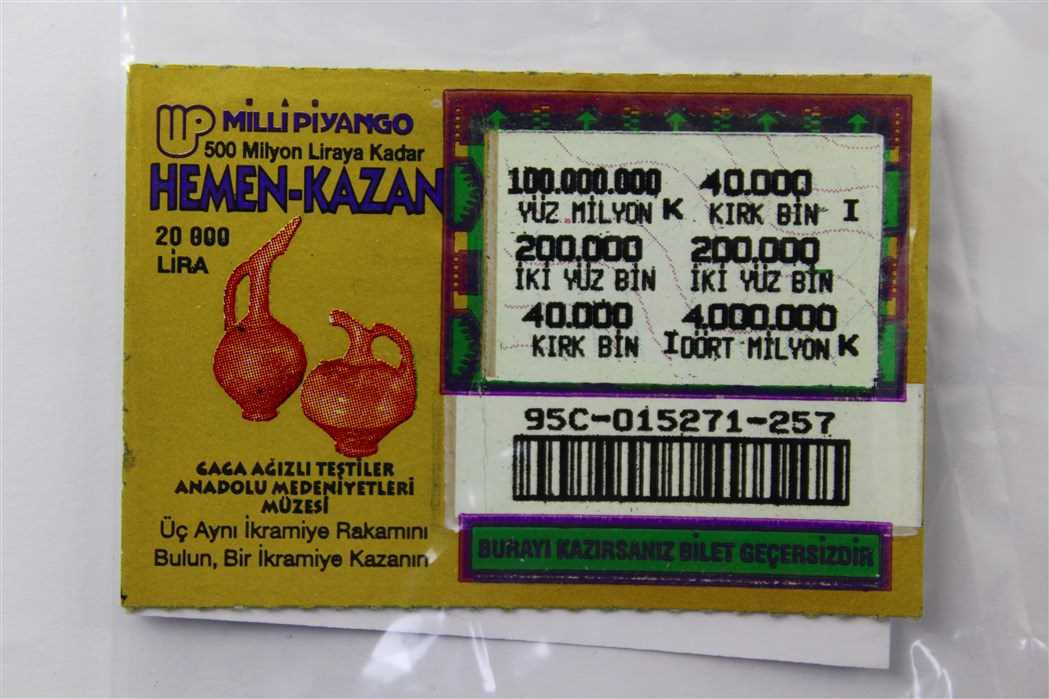 MP MİLLÎ PİYANGO
500 Milyon Liraya Kadar
HEMEN-KAZAN
20 000
LİRA
GAGA AĞIZLI TESTİLER
ANADOLU MEDENİYETLERİ
MÜZESİ
Üç Aynı İkramiye Rakamını
Bulun, Bir İkramiye Kazanın
100.000.000 40.000
YÜZ MİLYON K KIRK BİN I
200.000 200.000
İKİ YÜZ BİN İKİ YÜZ BİN
40.000 4.000.000
KIRK BİN I DÖRT MİLYON K
95C-015271-257
BURAYI KAZIRSANIZ BİLET GEÇERSİZDİR